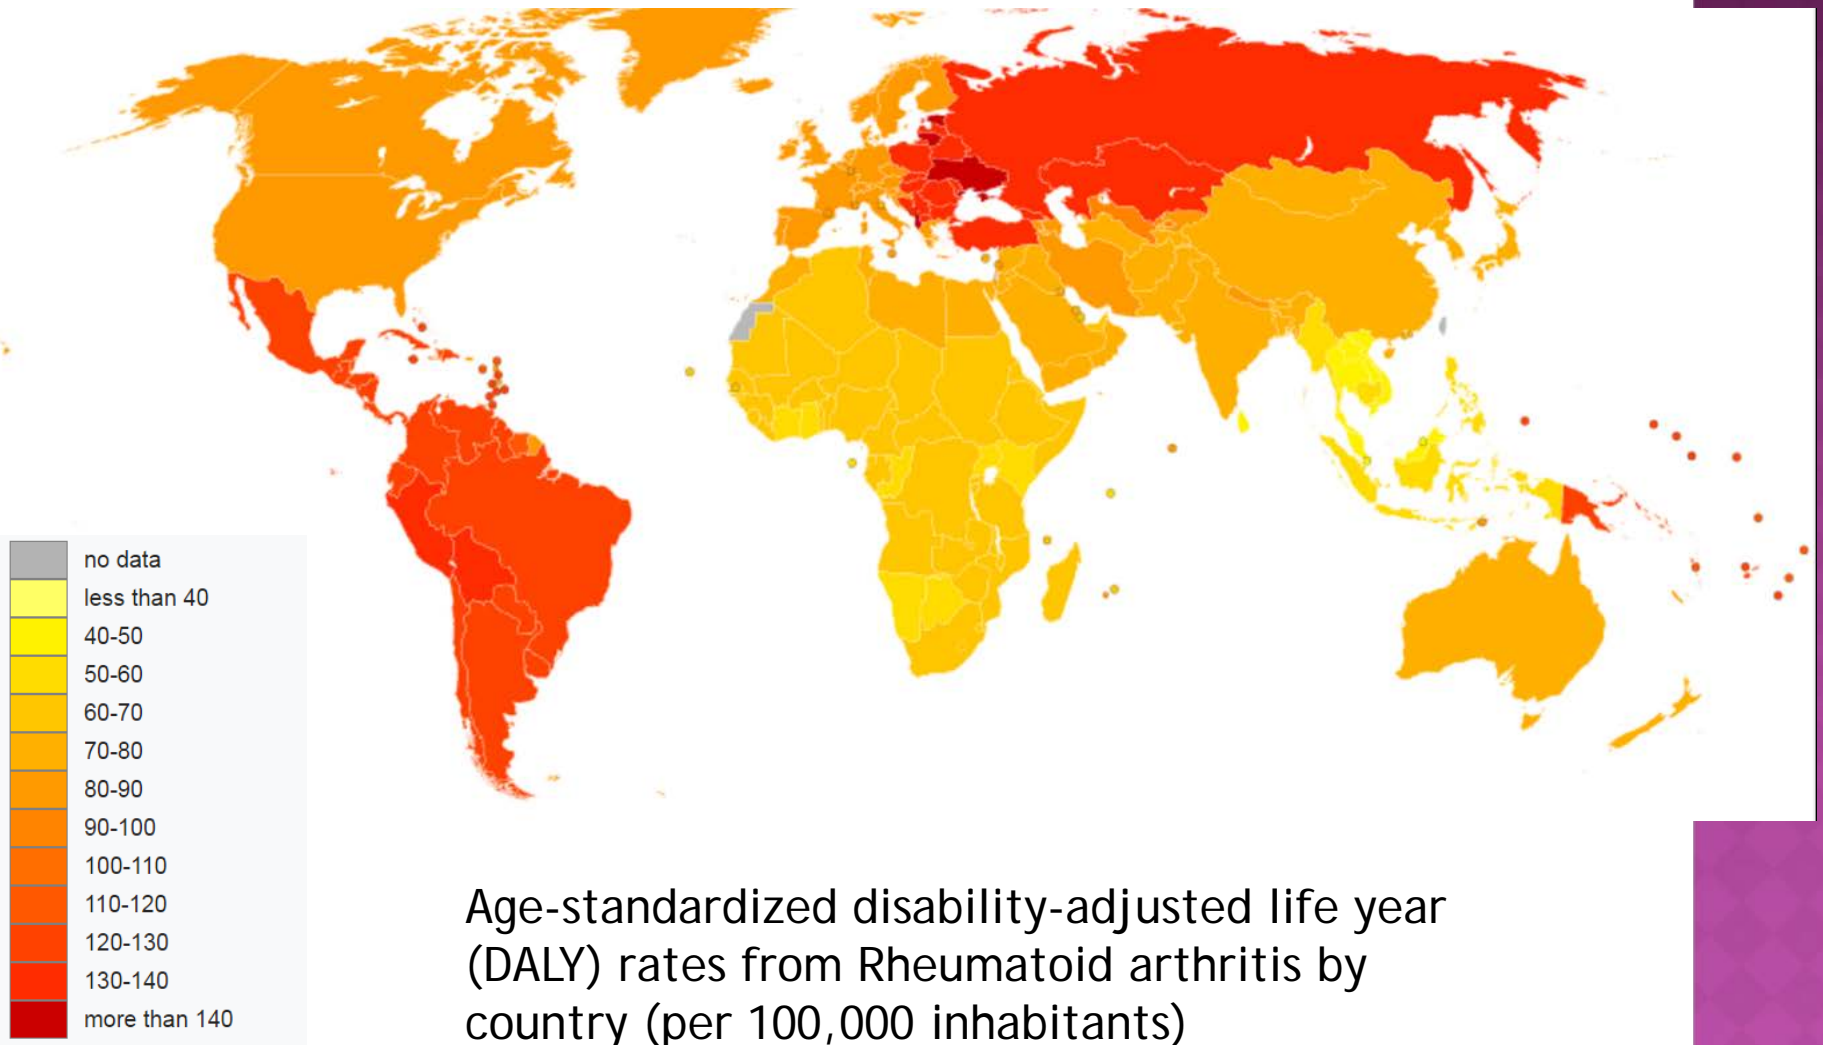 no data
less than 40
40-50
50-60
60-70
70-80
80-90
90-100
100-110
110-120
120-130
130-140
more than 140
Age-standardized disability-adjusted life year
(DALY) rates from Rheumatoid arthritis by
country (per 100,000 inhabitants)